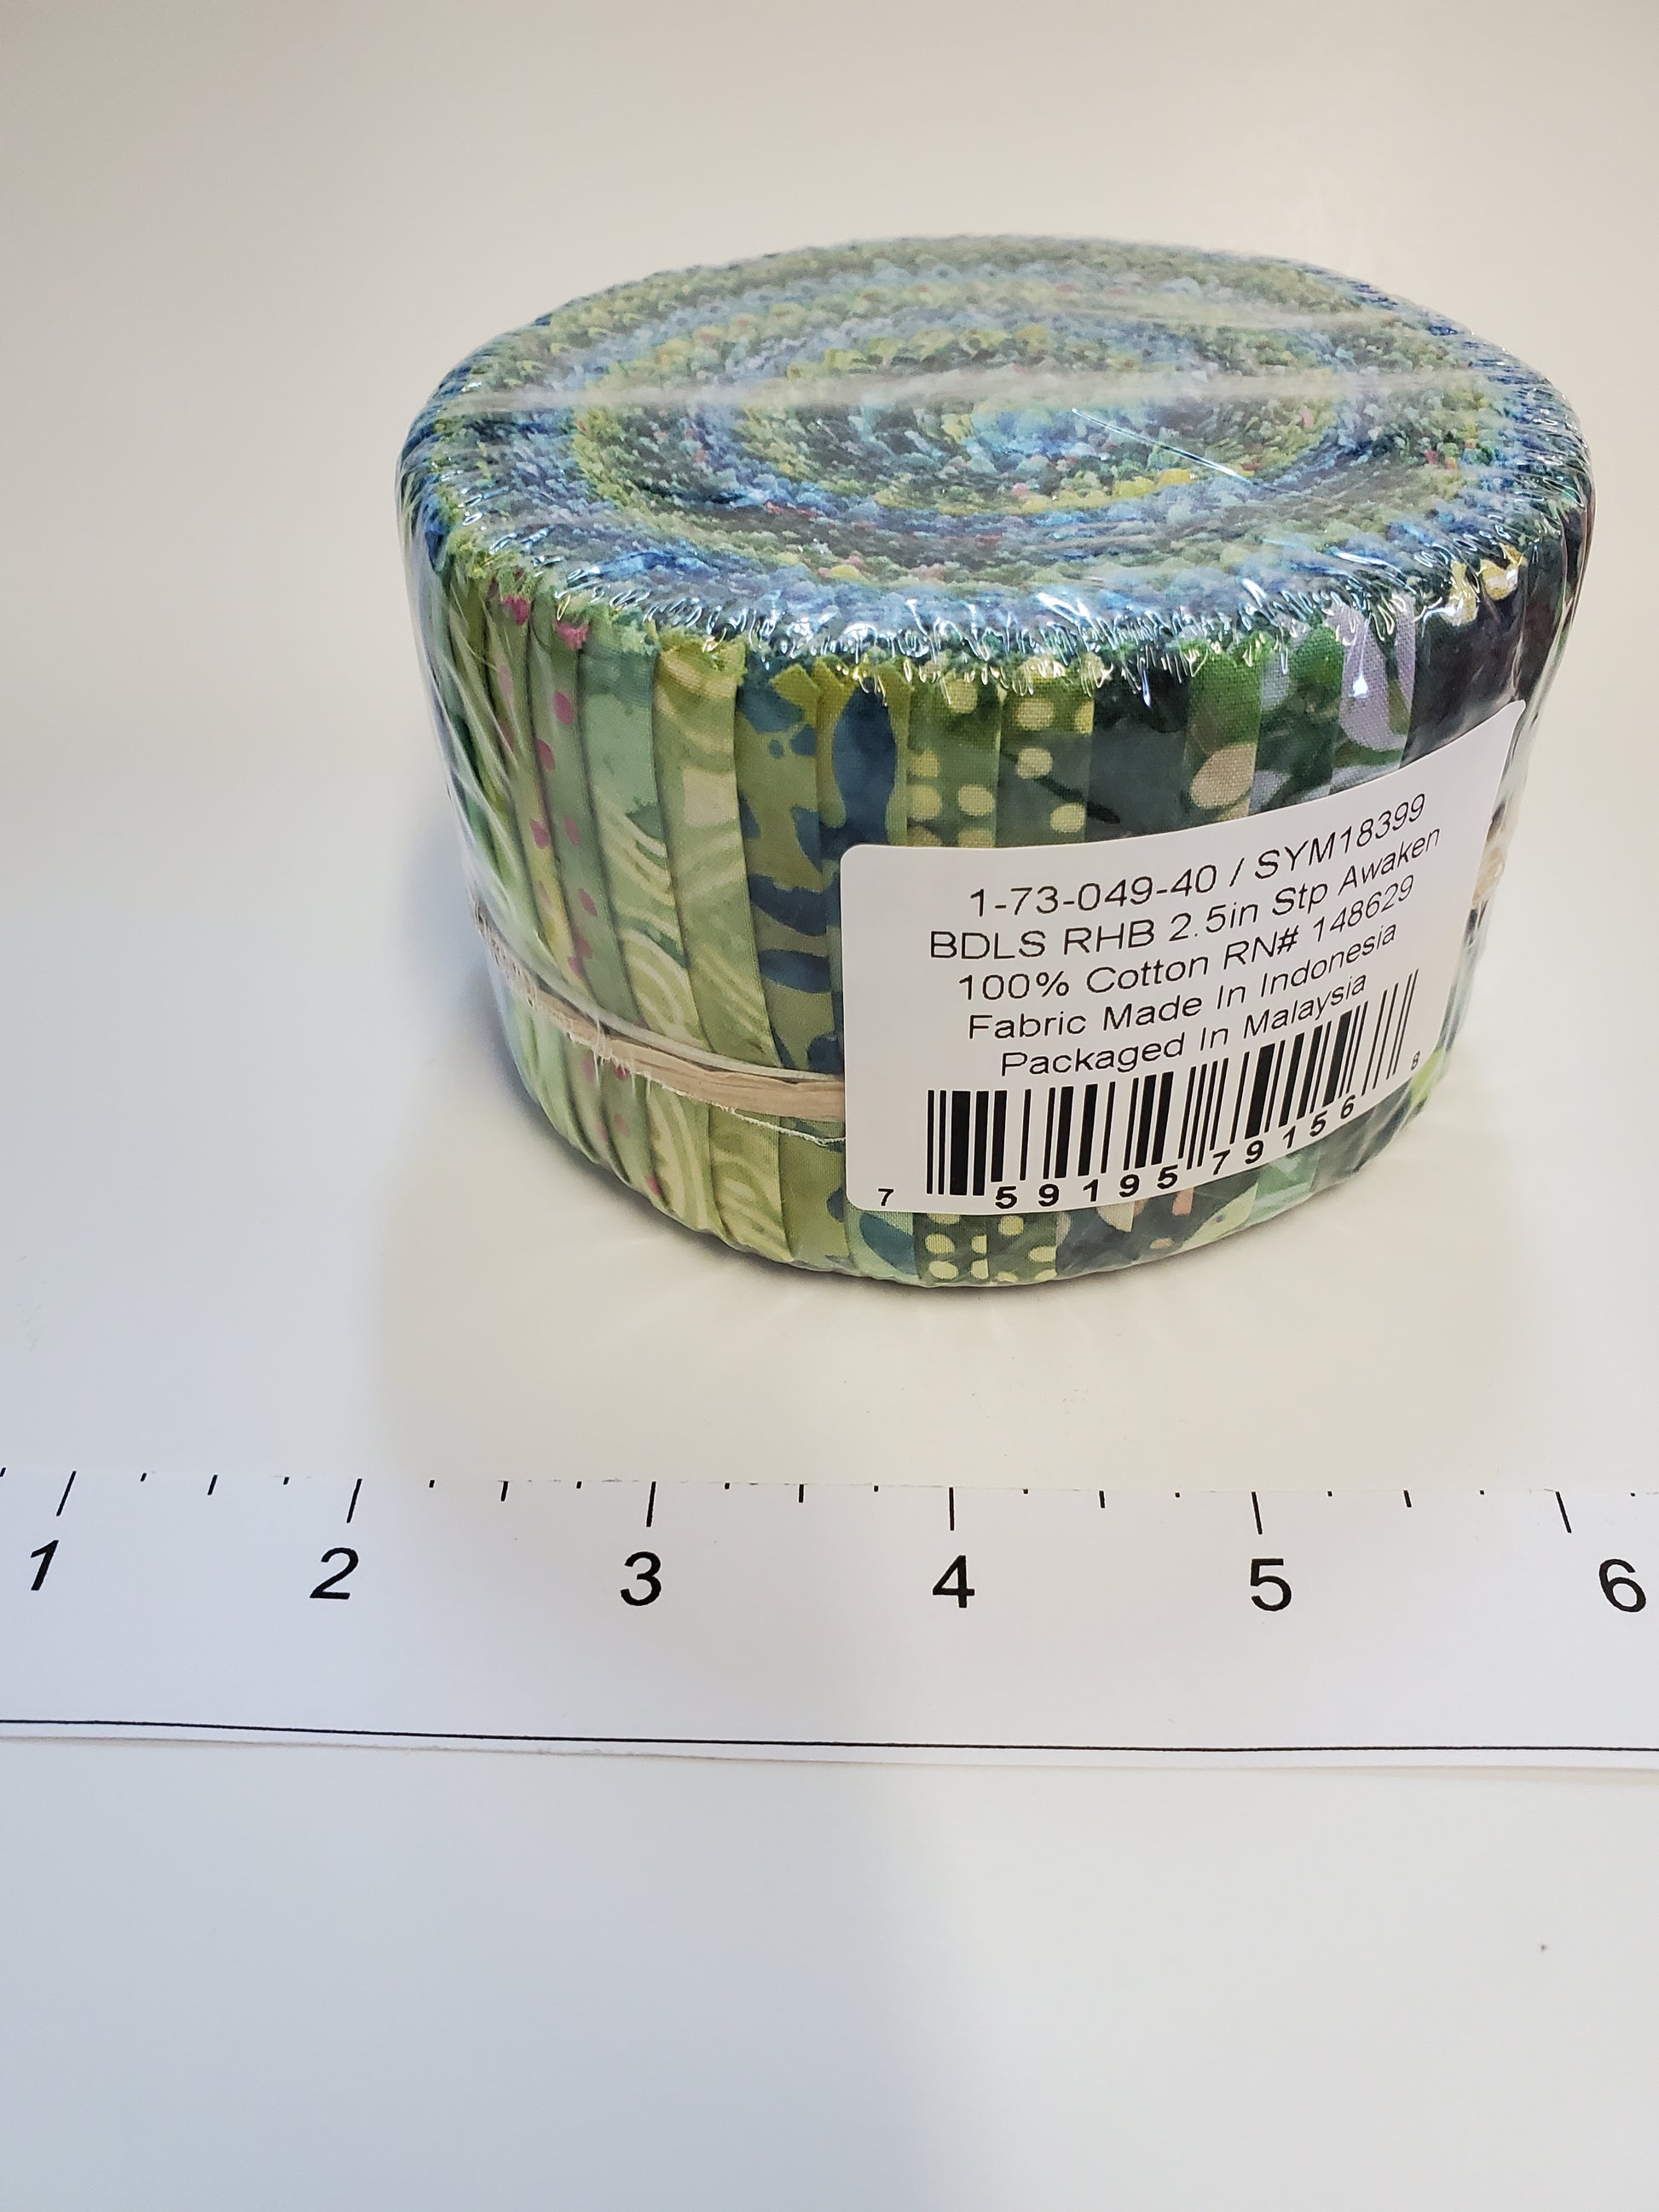 1-73-049-40 / SYM18399
BDLS RHB 2.5in Stp Awaken
100% Cotton RN# 148629
Fabric Made In Indonesia
Packaged In Malaysia
7 59195 79156 8
1 2 3 4 5 6